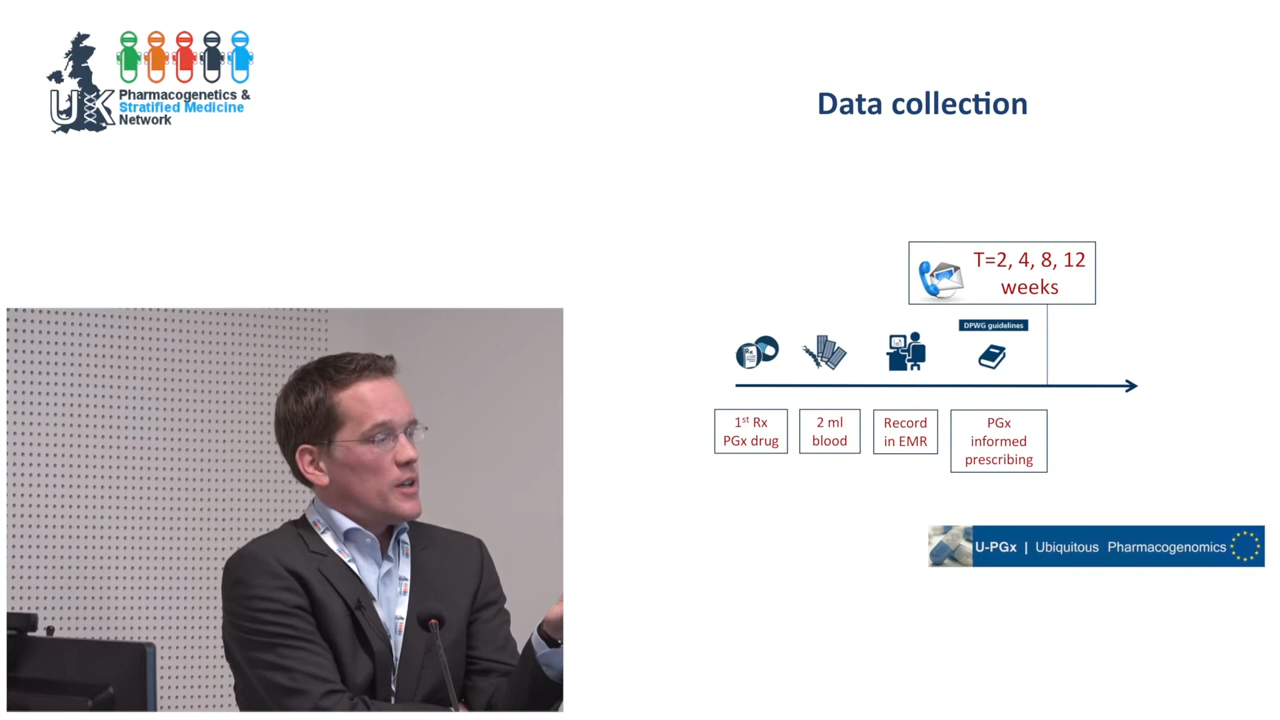 UK
Pharmacogenetics &
Stratified Medicine
Network
Data collection
T=2, 4, 8, 12
weeks
DPWG guidelines
Rx
1st Rx
PGx drug
2 ml
blood
Record
in EMR
PGx
informed
prescribing
U-PGx | Ubiquitous Pharmacogenomics